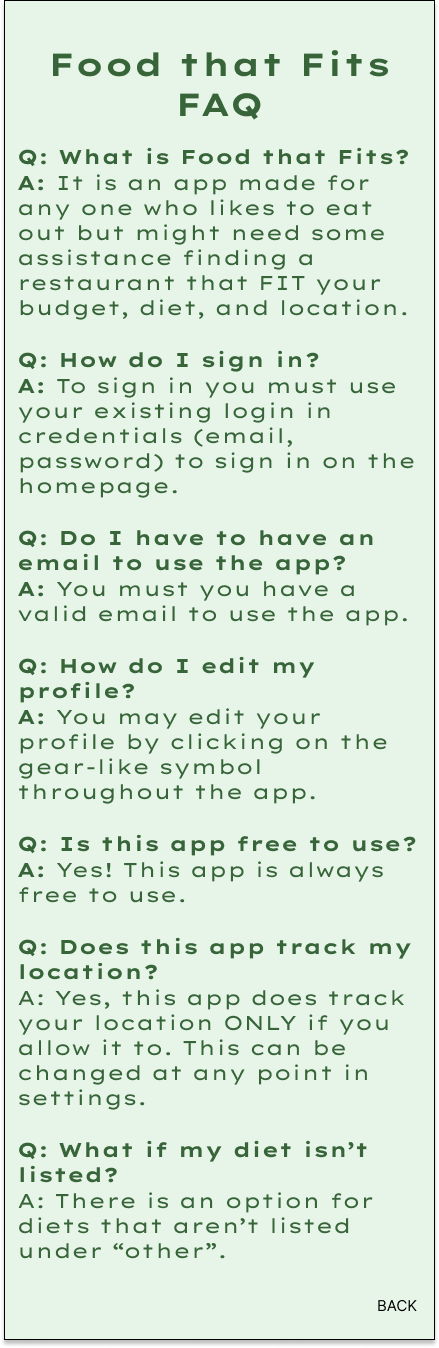 Food that Fits
FAQ
Q: What is Food that Fits?
A: It is an app made for
any one who likes to eat
out but might need some
assistance finding a
restaurant that FIT your
budget, diet, and location.
Q: How do I sign in?
A: To sign in you must use
your existing login in
credentials (email,
password) to sign in on the
homepage.
Q: Do I have to have an
email to use the app?
A: You must you have a
valid email to use the app.
Q: How do I edit my
profile?
A: You may edit your
profile by clicking on the
gear-like symbol
throughout the app.
Q: Is this app free to use?
A: Yes! This app is always
free to use.
Q: Does this app track my
location?
A: Yes, this app does track
your location ONLY if you
allow it to. This can be
changed at any point in
settings.
Q: What if my diet isn’t
listed?
A: There is an option for
diets that aren’t listed
under “other”.
BACK